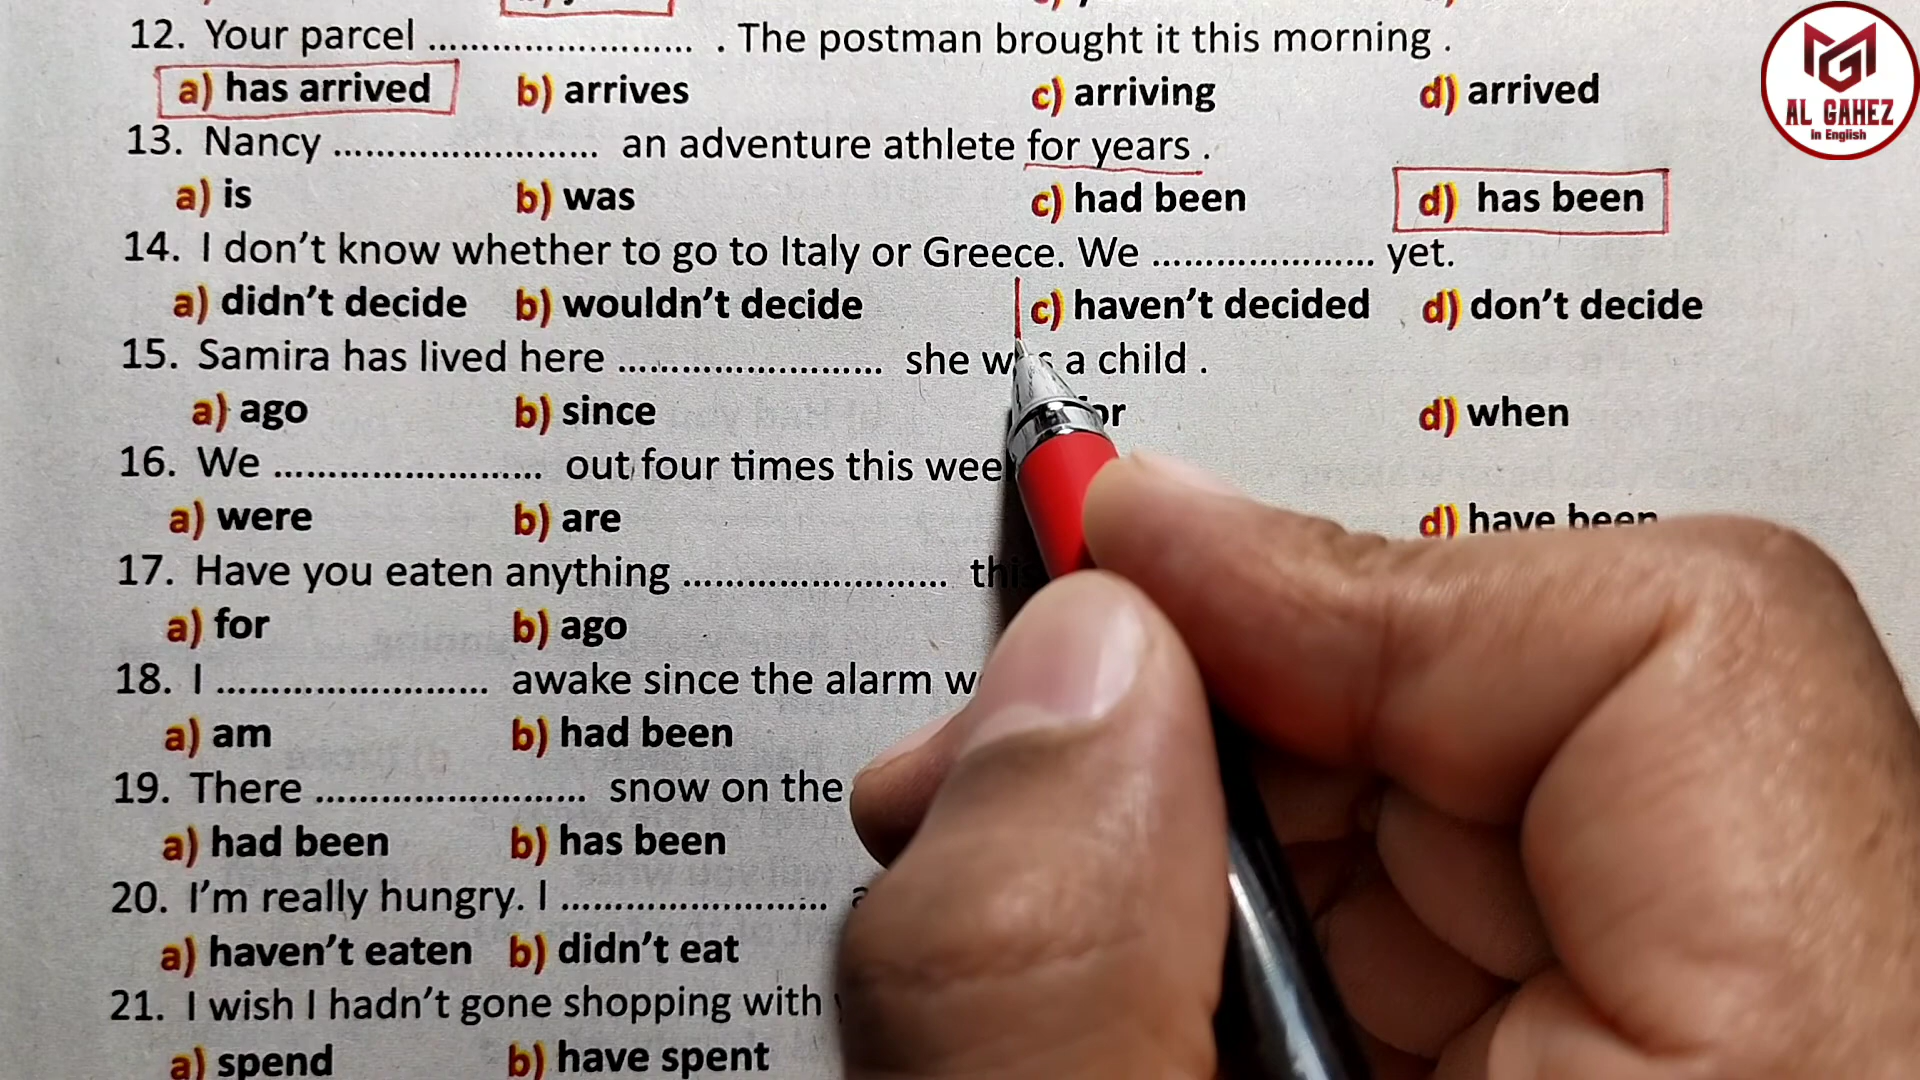 12. Your parcel ......................... . The postman brought it this morning .
a) has arrived b) arrives c) arriving d) arrived
13. Nancy ......................... an adventure athlete for years .
a) is b) was c) had been d) has been
14. I don't know whether to go to Italy or Greece. We ..................... yet.
a) didn't decide b) wouldn't decide c) haven't decided d) don't decide
15. Samira has lived here ......................... she was a child .
a) ago b) since d) when
16. We ......................... out four times this
a) were b) are d) have been
17. Have you eaten anything .........................
a) for b) ago
18. I ......................... awake since the alarm
a) am b) had been
19. There ......................... snow on the
a) had been b) has been
20. I'm really hungry. I .........................
a) haven't eaten b) didn't eat
21. I wish I hadn't gone shopping with
a) spend b) have spent
AL GAHEZ
in English